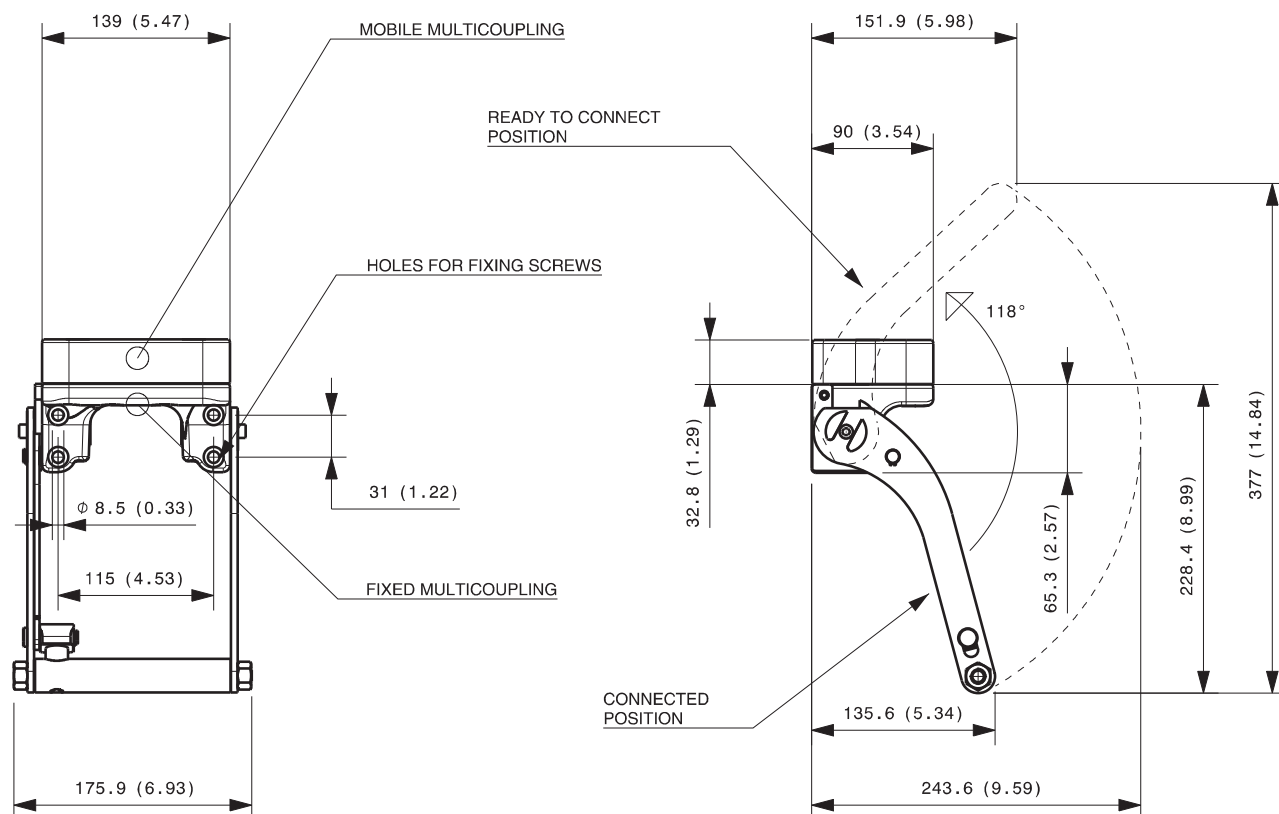 139 (5.47)
MOBILE MULTICOUPLING
151.9 (5.98)
READY TO CONNECT
POSITION
90 (3.54)
HOLES FOR FIXING SCREWS
118°
32.8 (1.29)
377 (14.84)
31 (1.22)
ϕ 8.5 (0.33)
65.3 (2.57)
228.4 (8.99)
115 (4.53)
FIXED MULTICOUPLING
CONNECTED
POSITION
135.6 (5.34)
175.9 (6.93)
243.6 (9.59)